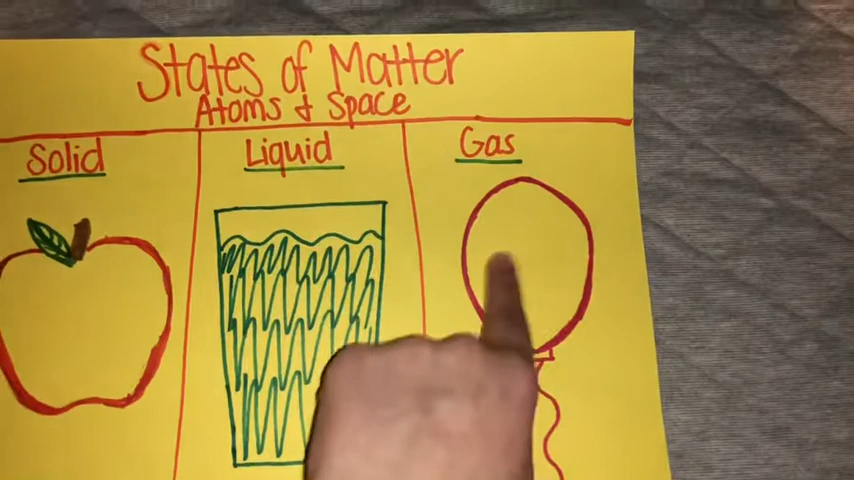 States of Matter
Atoms & Space
Solid
Liquid
Gas